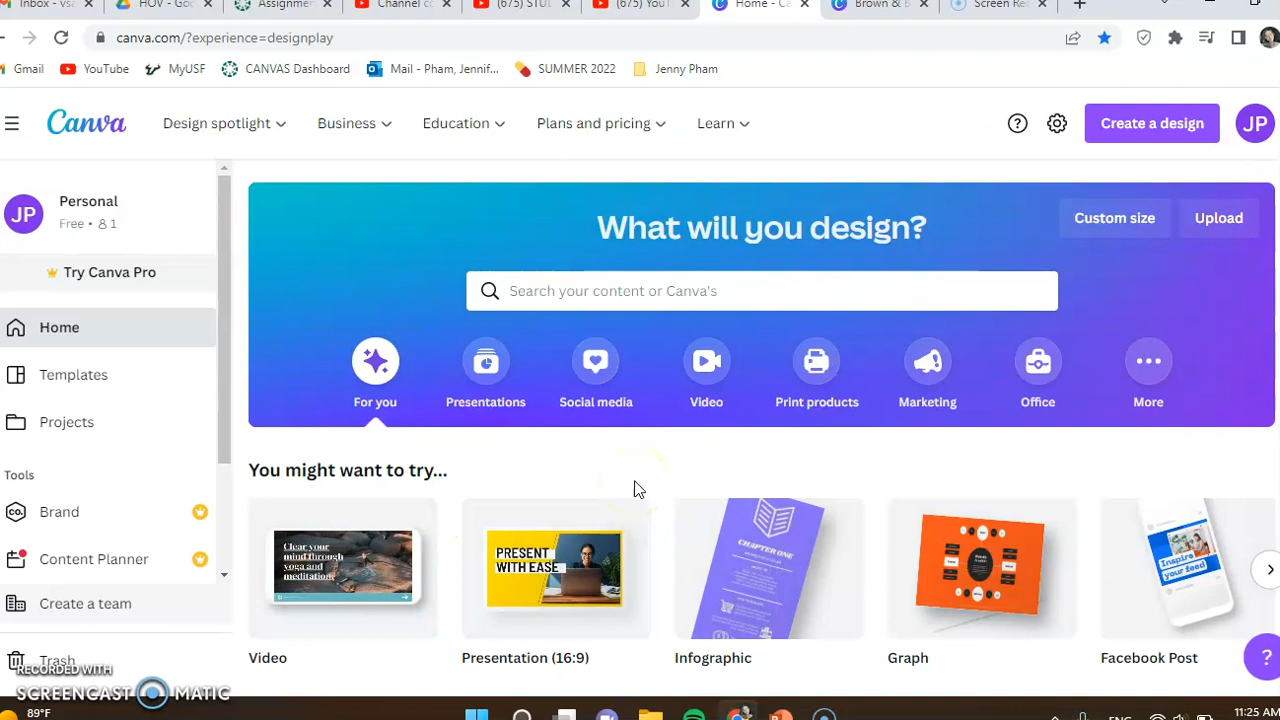 Inbox - vsa
HOV - Goo
Assignme
Channel co
(675) STU
(675) YouT
Home - Ca
Brown & B
Screen Re
canva.com/?experience=designplay
Gmail
YouTube
MyUSF
CANVAS Dashboard
Mail - Pham, Jennif...
SUMMER 2022
Jenny Pham
Canva
Design spotlight
Business
Education
Plans and pricing
Learn
Create a design
JP
JP
Personal
Free • 1
Try Canva Pro
Home
Templates
Projects
Tools
Brand
Content Planner
Create a team
Trash
What will you design?
Custom size
Upload
Search your content or Canva's
For you
Presentations
Social media
Video
Print products
Marketing
Office
More
You might want to try...
Clear your
mind through
yoga and
meditation.
PRESENT
WITH EASE
CHAPTER ONE
Inspire
your feed
Video
Presentation (16:9)
Infographic
Graph
Facebook Post
RECORDED WITH
SCREENCAST MATIC
89°F
ENG
11:25 AM